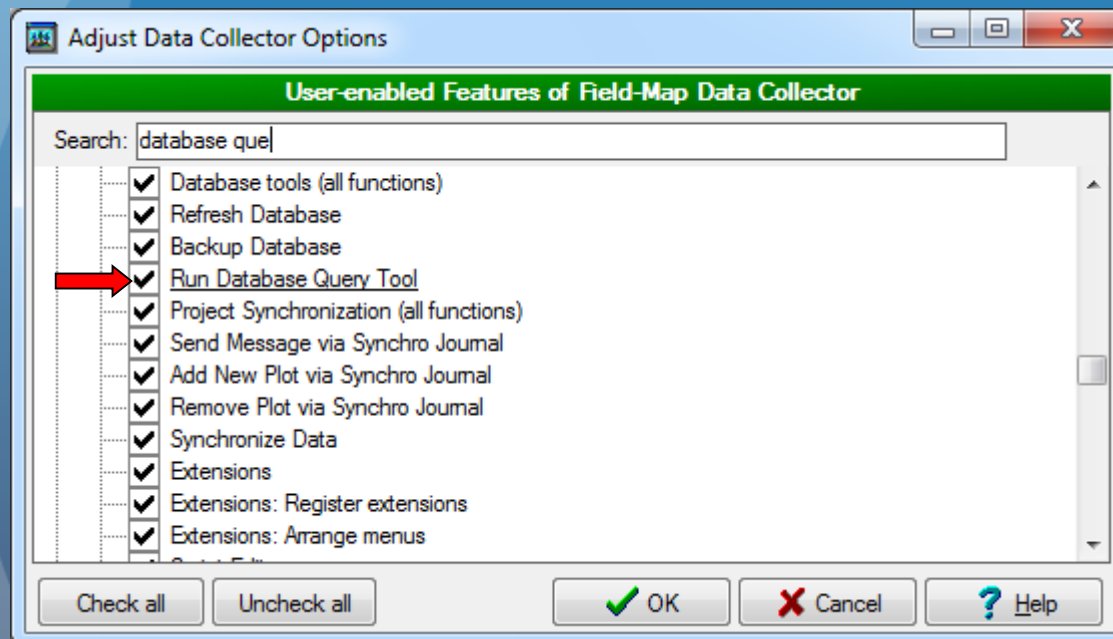 Adjust Data Collector Options
User-enabled Features of Field-Map Data Collector
Search: database que
Database tools (all functions)
Refresh Database
Backup Database
Run Database Query Tool
Project Synchronization (all functions)
Send Message via Synchro Journal
Add New Plot via Synchro Journal
Remove Plot via Synchro Journal
Synchronize Data
Extensions
Extensions: Register extensions
Extensions: Arrange menus
Check all Uncheck all OK Cancel Help